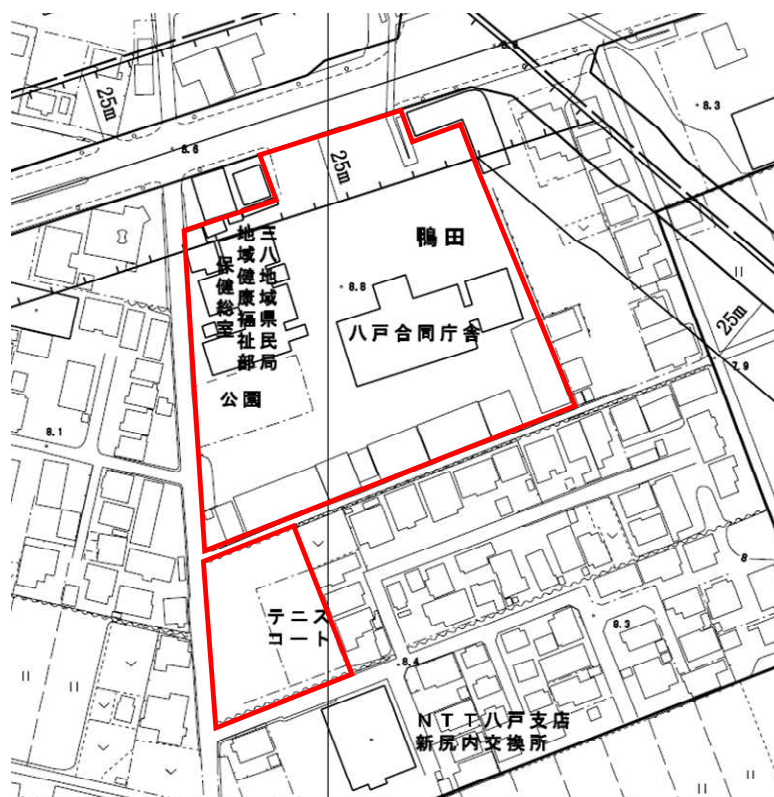 25m
8.6
25m
8.3
鴨田
三八地域県民局
地域健康福祉部
保健総室
8.8
八戸合同庁舎
公園
25m
7.9
8.1
8
テニス
コート
8.3
8.4
NTT八戸支店
新尻内交換所